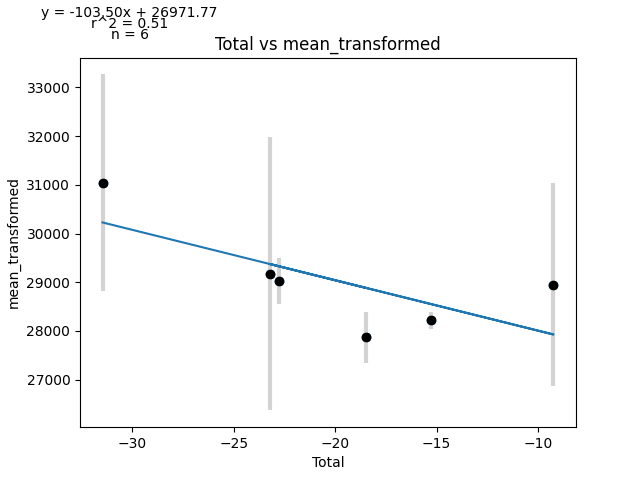 y = -103.50x + 26971.77
r^2 = 0.51
n = 6
Total vs mean_transformed
33000
32000
31000
30000
29000
28000
27000
mean_transformed
−30
−25
−20
−15
−10
Total